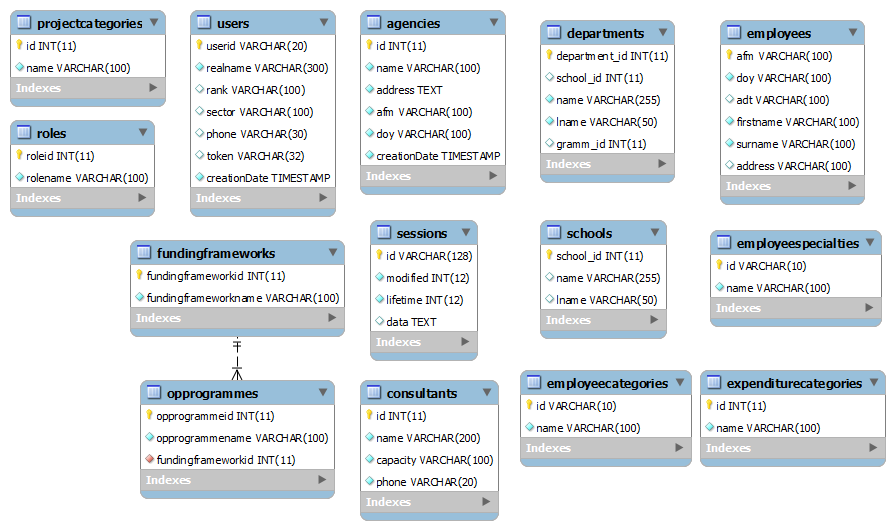 projectcategories
id INT(11)
name VARCHAR(100)
Indexes
roles
roleid INT(11)
rolename VARCHAR(100)
Indexes
users
userid VARCHAR(20)
realname VARCHAR(300)
rank VARCHAR(100)
sector VARCHAR(100)
phone VARCHAR(30)
token VARCHAR(32)
creationDate TIMESTAMP
Indexes
agencies
id INT(11)
name VARCHAR(100)
address TEXT
afm VARCHAR(100)
doy VARCHAR(100)
creationDate TIMESTAMP
Indexes
departments
department_id INT(11)
school_id INT(11)
name VARCHAR(255)
lname VARCHAR(50)
gramm_id INT(11)
Indexes
employees
afm VARCHAR(100)
doy VARCHAR(100)
adt VARCHAR(100)
firstname VARCHAR(100)
surname VARCHAR(100)
address VARCHAR(100)
Indexes
fundingframeworks
fundingframeworkid INT(11)
fundingframeworkname VARCHAR(100)
Indexes
sessions
id VARCHAR(128)
modified INT(12)
lifetime INT(12)
data TEXT
Indexes
schools
school_id INT(11)
name VARCHAR(255)
lname VARCHAR(50)
Indexes
employeespecialties
id VARCHAR(10)
name VARCHAR(100)
Indexes
opprogrammes
opprogrammeid INT(11)
opprogrammename VARCHAR(100)
fundingframeworkid INT(11)
Indexes
consultants
id INT(11)
name VARCHAR(200)
capacity VARCHAR(100)
phone VARCHAR(20)
Indexes
employeecategories
id VARCHAR(10)
name VARCHAR(100)
Indexes
expenditurecategories
id INT(11)
name VARCHAR(100)
Indexes